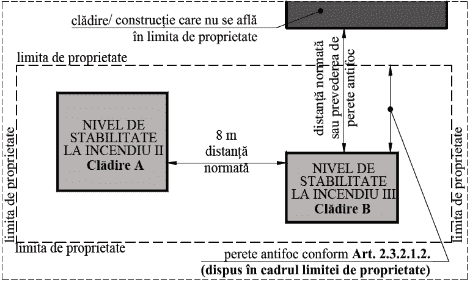 clădire/ construcție care nu se află
în limita de proprietate
limita de proprietate
limita de proprietate
NIVEL DE
STABILITATE
LA INCENDIU II
Clădire A
8 m
distanță
normată
distanță normată
sau prevederea de
perete antifoc
NIVEL DE
STABILITATE
LA INCENDIU III
Clădire B
limita de proprietate
limita de proprietate
perete antifoc conform Art. 2.3.2.1.2.
(dispus în cadrul limitei de proprietate)